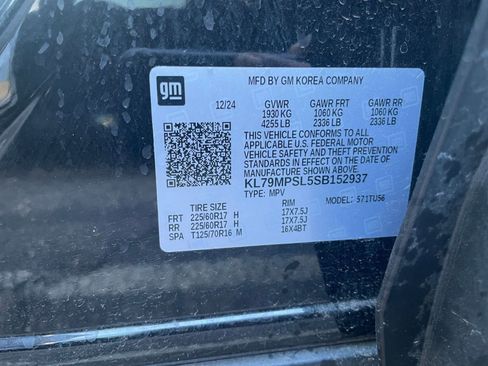 gm
MFD BY GM KOREA COMPANY
12/24 GVWR GAWR FRT GAWR RR
1930 KG 1060 KG 1060 KG
4255 LB 2336 LB 2336 LB
THIS VEHICLE CONFORMS TO ALL
APPLICABLE U.S. FEDERAL MOTOR
VEHICLE SAFETY AND THEFT PREVENTION
STANDARDS IN EFFECT ON THE DATE OF
MANUFACTURE SHOWN ABOVE.
KL79MPSL5SB152937
TYPE: MPV MODEL: 571TU56
TIRE SIZE RIM
FRT 225/60R17 H 17X7.5J
RR 225/60R17 H 17X7.5J
SPA T125/70R16 M 16X4BT